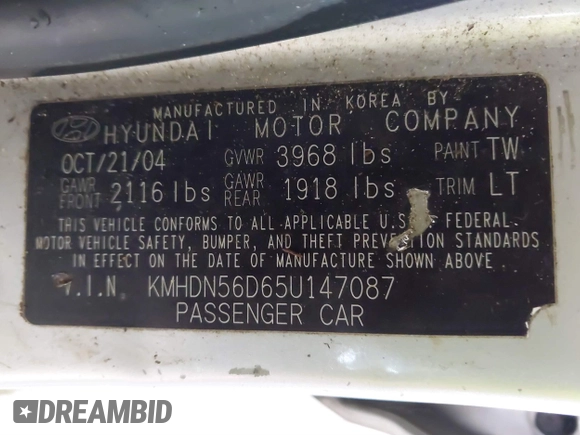 MANUFACTURED IN KOREA BY
HYUNDAI MOTOR COMPANY
OCT/21/04 GVWR 3968 lbs PAINT TW
GAWR FRONT 2116 lbs GAWR REAR 1918 lbs TRIM LT
THIS VEHICLE CONFORMS TO ALL APPLICABLE U.S. FEDERAL
MOTOR VEHICLE SAFETY, BUMPER, AND THEFT PREVENTION STANDARDS
IN EFFECT ON THE DATE OF MANUFACTURE SHOWN ABOVE
V.I.N. KMHDN56D65U147087
PASSENGER CAR
DREAMBID